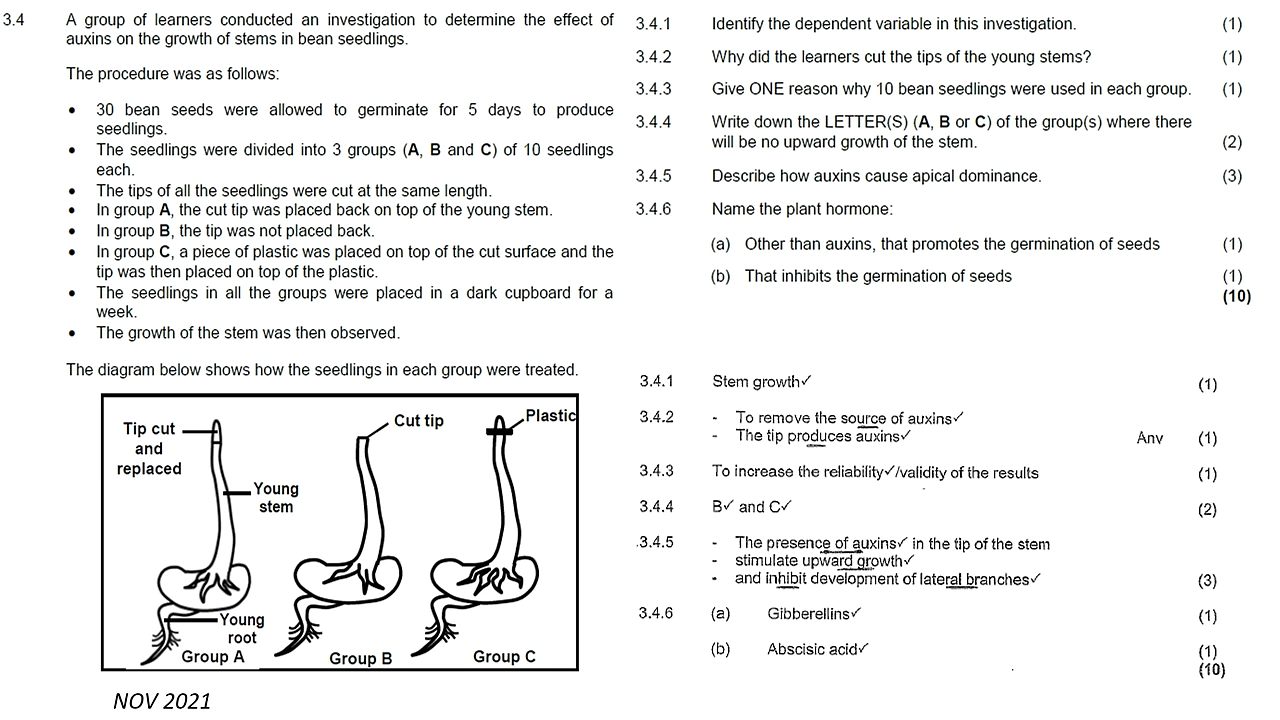 3.4 A group of learners conducted an investigation to determine the effect of
auxins on the growth of stems in bean seedlings.
The procedure was as follows:
• 30 bean seeds were allowed to germinate for 5 days to produce
seedlings.
• The seedlings were divided into 3 groups (A, B and C) of 10 seedlings
each.
• The tips of all the seedlings were cut at the same length.
• In group A, the cut tip was placed back on top of the young stem.
• In group B, the tip was not placed back.
• In group C, a piece of plastic was placed on top of the cut surface and the
tip was then placed on top of the plastic.
• The seedlings in all the groups were placed in a dark cupboard for a
week.
• The growth of the stem was then observed.
The diagram below shows how the seedlings in each group were treated.
Tip cut
and
replaced
Young
stem
Young
root
Group A
Cut tip
Group B
Plastic
Group C
NOV 2021
3.4.1 Identify the dependent variable in this investigation. (1)
3.4.2 Why did the learners cut the tips of the young stems? (1)
3.4.3 Give ONE reason why 10 bean seedlings were used in each group. (1)
3.4.4 Write down the LETTER(S) (A, B or C) of the group(s) where there
will be no upward growth of the stem. (2)
3.4.5 Describe how auxins cause apical dominance. (3)
3.4.6 Name the plant hormone:
(a) Other than auxins, that promotes the germination of seeds (1)
(b) That inhibits the germination of seeds (1)
(10)
3.4.1 Stem growth✓ (1)
3.4.2 - To remove the source of auxins✓
- The tip produces auxins✓ Any (1)
3.4.3 To increase the reliability✓/validity of the results (1)
3.4.4 B✓ and C✓ (2)
3.4.5 - The presence of auxins✓ in the tip of the stem
- stimulate upward growth✓
- and inhibit development of lateral branches✓ (3)
3.4.6 (a) Gibberellins✓ (1)
(b) Abscisic acid✓ (1)
(10)